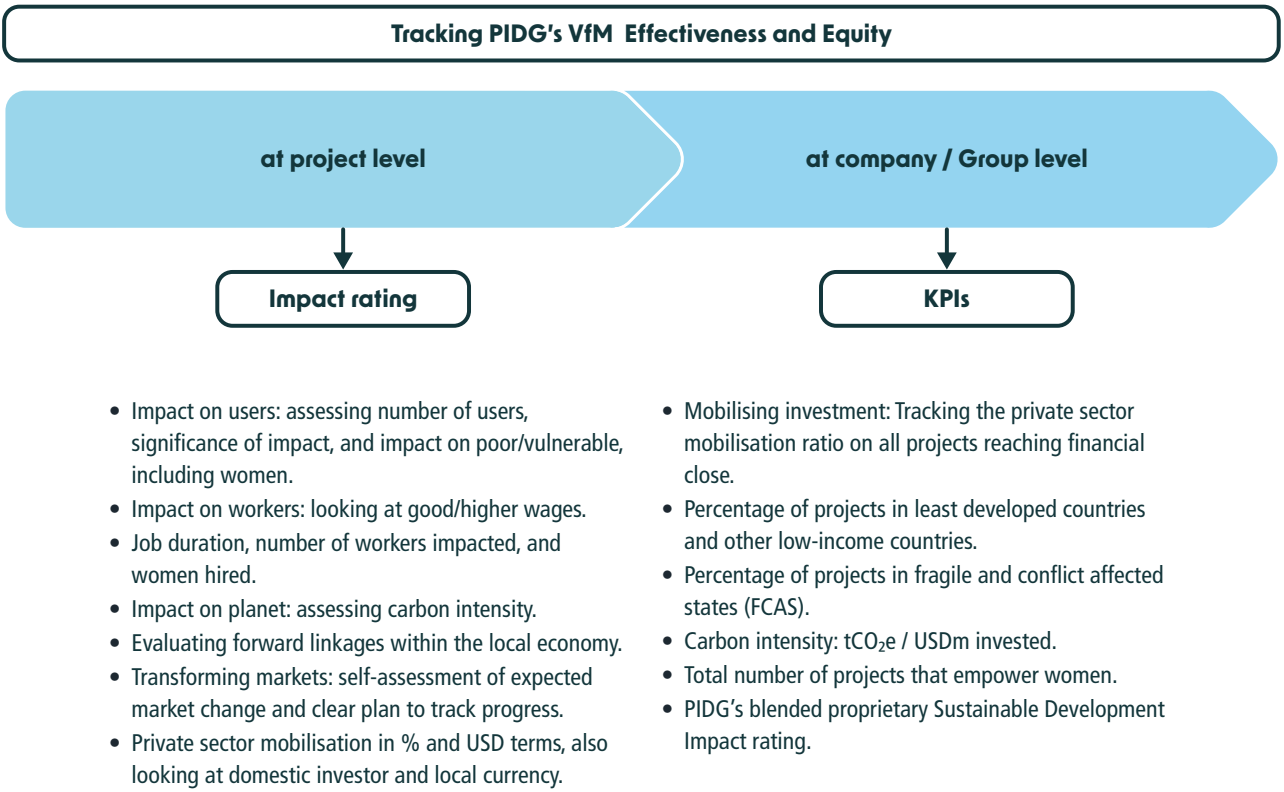 Tracking PIDG's VfM Effectiveness and Equity
at project level
at company / Group level
Impact rating
KPIs
• Impact on users: assessing number of users,
significance of impact, and impact on poor/vulnerable,
including women.
• Impact on workers: looking at good/higher wages.
• Job duration, number of workers impacted, and
women hired.
• Impact on planet: assessing carbon intensity.
• Evaluating forward linkages within the local economy.
• Transforming markets: self-assessment of expected
market change and clear plan to track progress.
• Private sector mobilisation in % and USD terms, also
looking at domestic investor and local currency.
• Mobilising investment: Tracking the private sector
mobilisation ratio on all projects reaching financial
close.
• Percentage of projects in least developed countries
and other low-income countries.
• Percentage of projects in fragile and conflict affected
states (FCAS).
• Carbon intensity: tCO₂e / USDm invested.
• Total number of projects that empower women.
• PIDG's blended proprietary Sustainable Development
Impact rating.